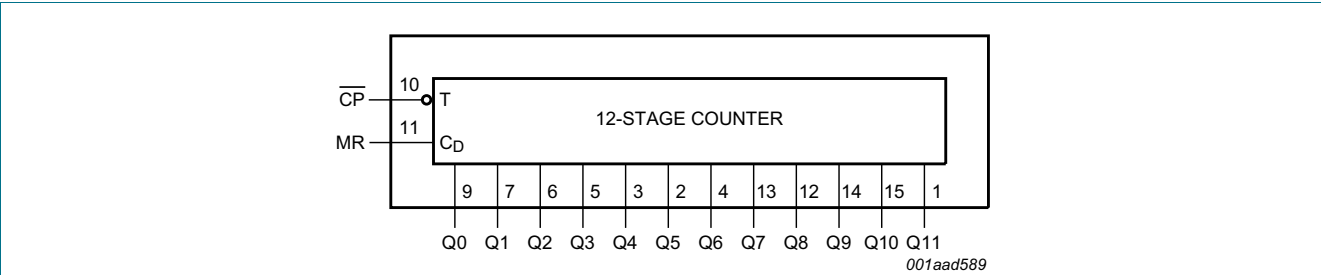 10
C̅P̅ T
12-STAGE COUNTER
11
MR CD
9 7 6 5 3 2 4 13 12 14 15 1
Q0 Q1 Q2 Q3 Q4 Q5 Q6 Q7 Q8 Q9 Q10 Q11
001aad589